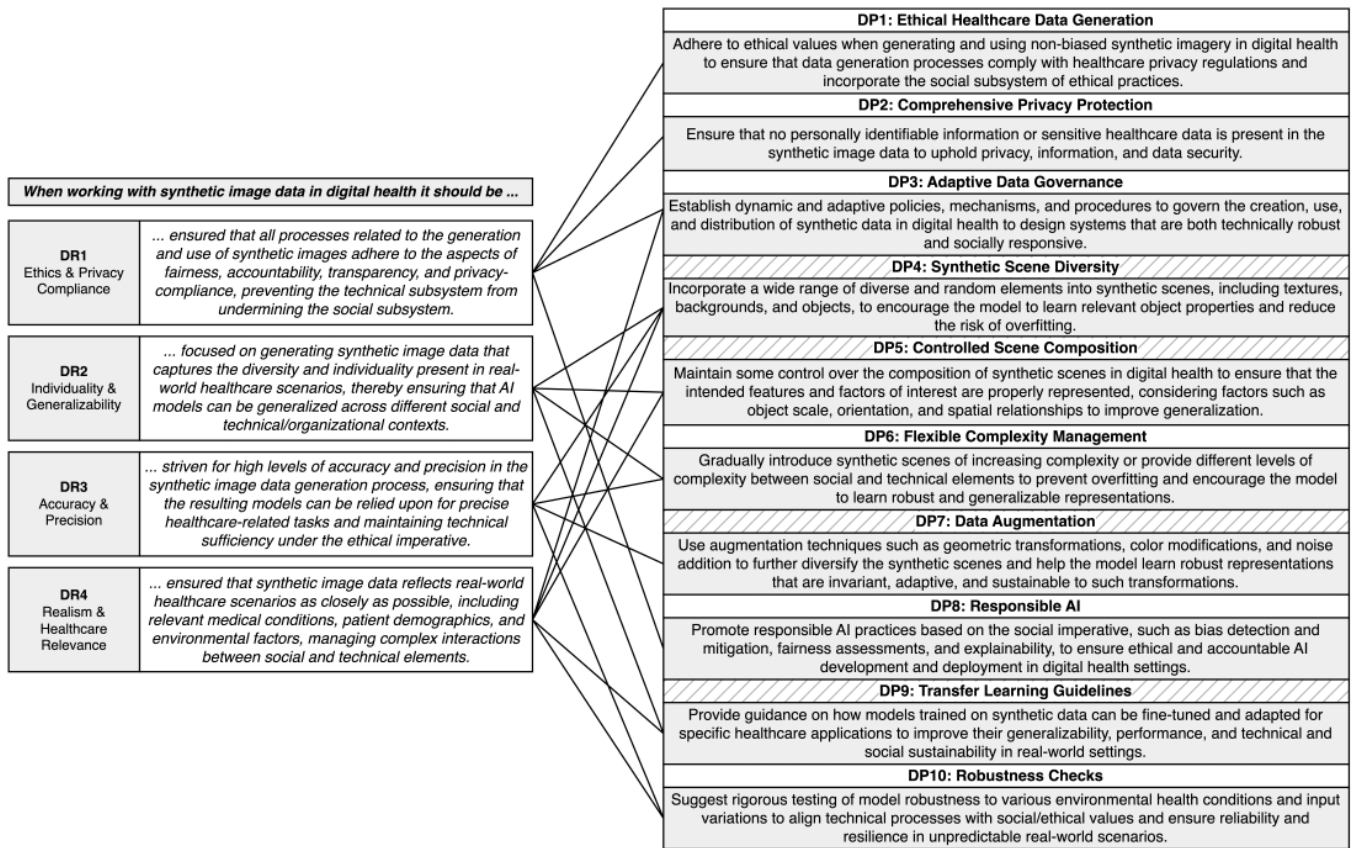 When working with synthetic image data in digital health it should be ...
DR1
Ethics & Privacy
Compliance
... ensured that all processes related to the generation
and use of synthetic images adhere to the aspects of
fairness, accountability, transparency, and privacy-
compliance, preventing the technical subsystem from
undermining the social subsystem.
DR2
Individuality &
Generalizability
... focused on generating synthetic image data that
captures the diversity and individuality present in real-
world healthcare scenarios, thereby ensuring that AI
models can be generalized across different social and
technical/organizational contexts.
DR3
Accuracy &
Precision
... striven for high levels of accuracy and precision in the
synthetic image data generation process, ensuring that
the resulting models can be relied upon for precise
healthcare-related tasks and maintaining technical
sufficiency under the ethical imperative.
DR4
Realism &
Healthcare
Relevance
... ensured that synthetic image data reflects real-world
healthcare scenarios as closely as possible, including
relevant medical conditions, patient demographics, and
environmental factors, managing complex interactions
between social and technical elements.
DP1: Ethical Healthcare Data Generation
Adhere to ethical values when generating and using non-biased synthetic imagery in digital health
to ensure that data generation processes comply with healthcare privacy regulations and
incorporate the social subsystem of ethical practices.
DP2: Comprehensive Privacy Protection
Ensure that no personally identifiable information or sensitive healthcare data is present in the
synthetic image data to uphold privacy, information, and data security.
DP3: Adaptive Data Governance
Establish dynamic and adaptive policies, mechanisms, and procedures to govern the creation, use,
and distribution of synthetic data in digital health to design systems that are both technically robust
and socially responsive.
DP4: Synthetic Scene Diversity
Incorporate a wide range of diverse and random elements into synthetic scenes, including textures,
backgrounds, and objects, to encourage the model to learn relevant object properties and reduce
the risk of overfitting.
DP5: Controlled Scene Composition
Maintain some control over the composition of synthetic scenes in digital health to ensure that the
intended features and factors of interest are properly represented, considering factors such as
object scale, orientation, and spatial relationships to improve generalization.
DP6: Flexible Complexity Management
Gradually introduce synthetic scenes of increasing complexity or provide different levels of
complexity between social and technical elements to prevent overfitting and encourage the model
to learn robust and generalizable representations.
DP7: Data Augmentation
Use augmentation techniques such as geometric transformations, color modifications, and noise
addition to further diversify the synthetic scenes and help the model learn robust representations
that are invariant, adaptive, and sustainable to such transformations.
DP8: Responsible AI
Promote responsible AI practices based on the social imperative, such as bias detection and
mitigation, fairness assessments, and explainability, to ensure ethical and accountable AI
development and deployment in digital health settings.
DP9: Transfer Learning Guidelines
Provide guidance on how models trained on synthetic data can be fine-tuned and adapted for
specific healthcare applications to improve their generalizability, performance, and technical and
social sustainability in real-world settings.
DP10: Robustness Checks
Suggest rigorous testing of model robustness to various environmental health conditions and input
variations to align technical processes with social/ethical values and ensure reliability and
resilience in unpredictable real-world scenarios.